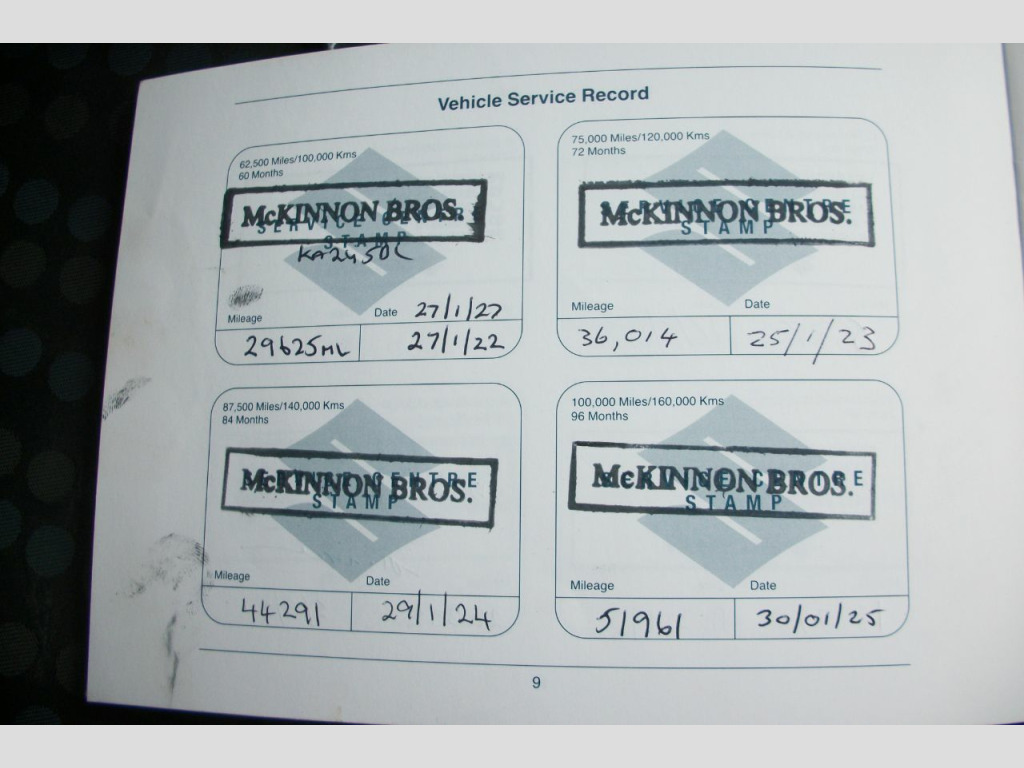 Vehicle Service Record
62,500 Miles/100,000 Kms
60 Months
McKINNON BROS.
STAMP
Mileage
Date 27/1/22
29625ML
27/1/22
75,000 Miles/120,000 Kms
72 Months
McKINNON BROS.
STAMP
Mileage
Date
36,014
25/1/23
87,500 Miles/140,000 Kms
84 Months
McKINNON BROS.
STAMP
Mileage
Date
44291
29/1/24
100,000 Miles/160,000 Kms
96 Months
McKINNON BROS.
STAMP
Mileage
Date
51961
30/01/25
9